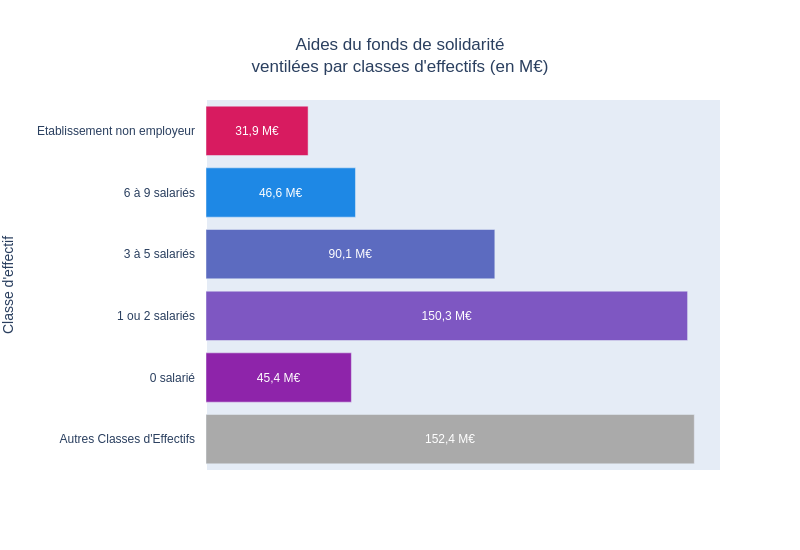 Aides du fonds de solidarité
ventilées par classes d'effectifs (en M€)
Classe d'effectif
Etablissement non employeur
31,9 M€
6 à 9 salariés
46,6 M€
3 à 5 salariés
90,1 M€
1 ou 2 salariés
150,3 M€
0 salarié
45,4 M€
Autres Classes d'Effectifs
152,4 M€